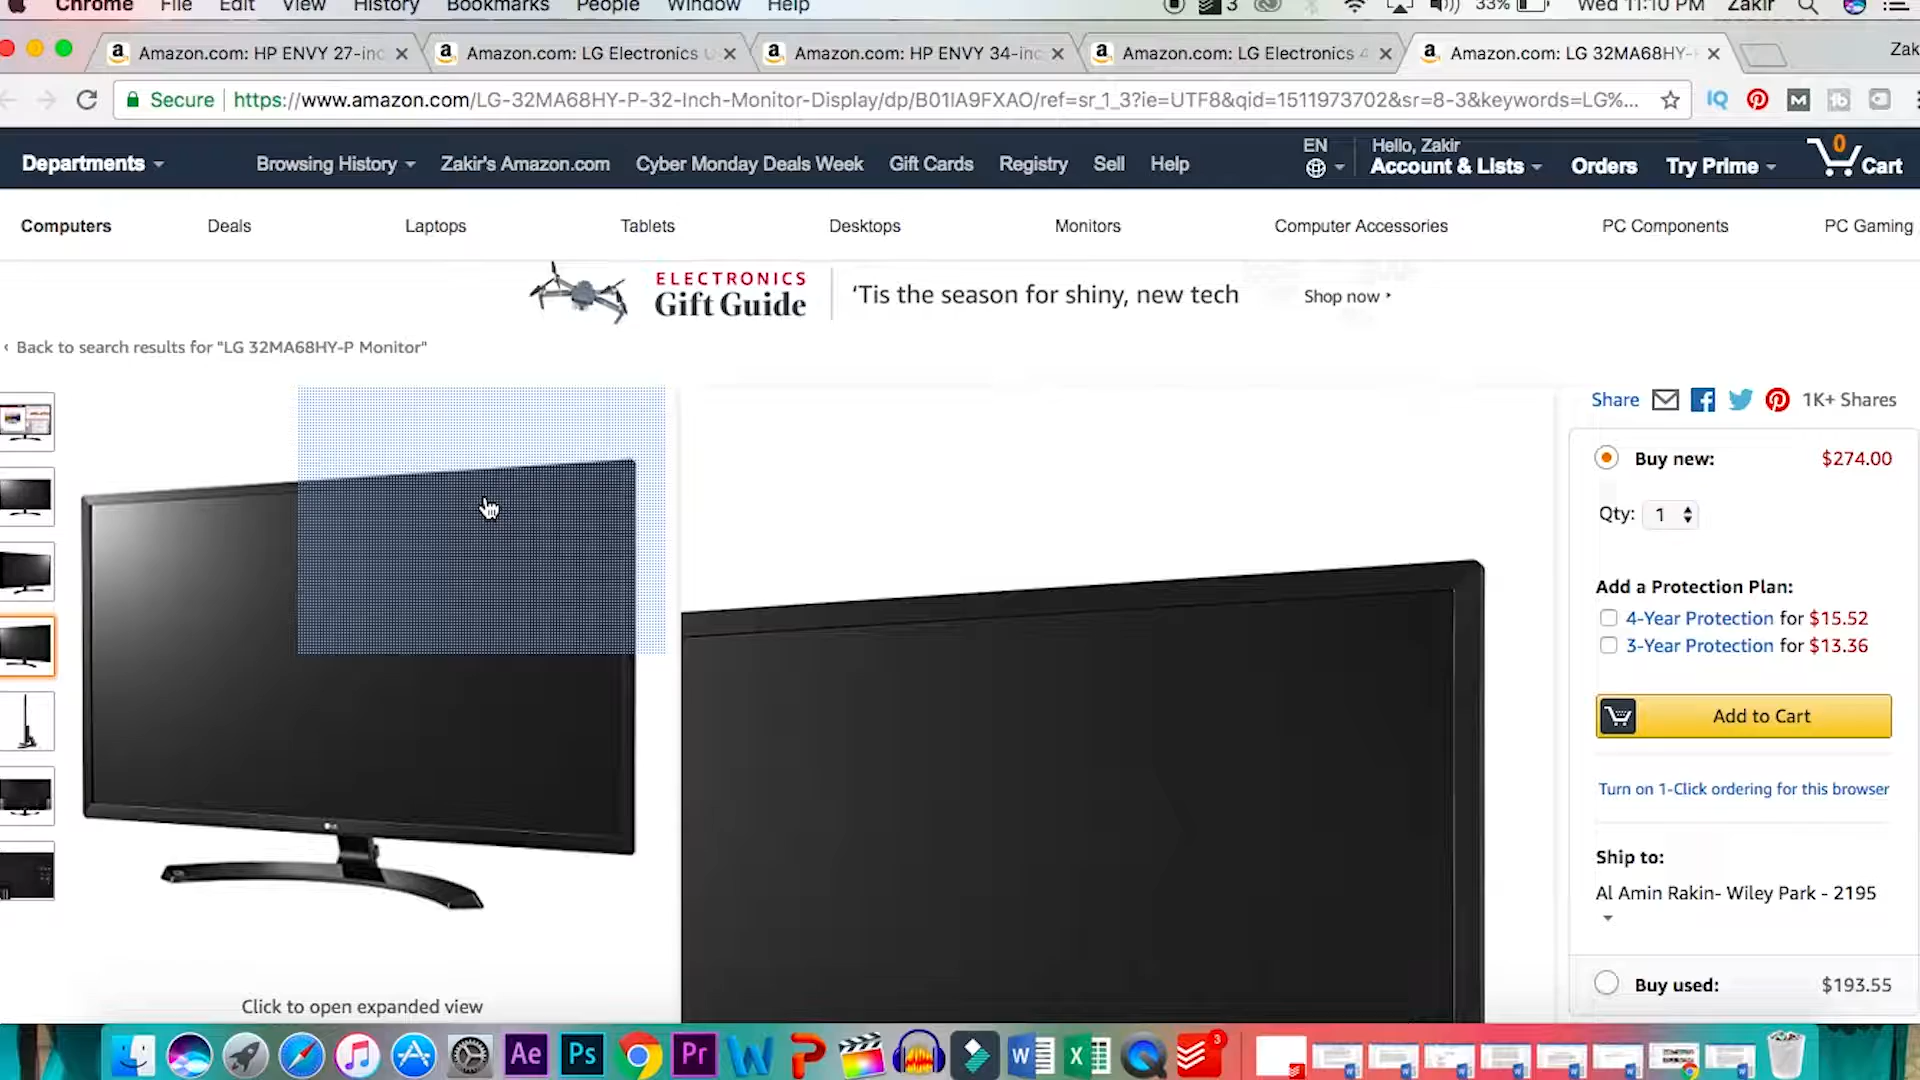 Chrome File Edit View History Bookmarks People Window Help 3 33% Wed 11:10 PM Zakir
Amazon.com: HP ENVY 27-inc
Amazon.com: LG Electronics U
Amazon.com: HP ENVY 34-inc
Amazon.com: LG Electronics 4
Amazon.com: LG 32MA68HY-
Zak
Secure https://www.amazon.com/LG-32MA68HY-P-32-Inch-Monitor-Display/dp/B01IA9FXAO/ref=sr_1_3?ie=UTF8&qid=1511973702&sr=8-3&keywords=LG%...
Departments Browsing History Zakir's Amazon.com Cyber Monday Deals Week Gift Cards Registry Sell Help EN Hello, Zakir Account & Lists Orders Try Prime 0 Cart
Computers Deals Laptops Tablets Desktops Monitors Computer Accessories PC Components PC Gaming
ELECTRONICS
Gift Guide
‘Tis the season for shiny, new tech
Shop now
Back to search results for "LG 32MA68HY-P Monitor"
Share 1K+ Shares
Buy new: $274.00
Qty: 1
Add a Protection Plan:
4-Year Protection for $15.52
3-Year Protection for $13.36
Add to Cart
Turn on 1-Click ordering for this browser
Ship to:
Al Amin Rakin- Wiley Park - 2195
Buy used: $193.55
LG
Click to open expanded view
Ae Ps Pr W X 3